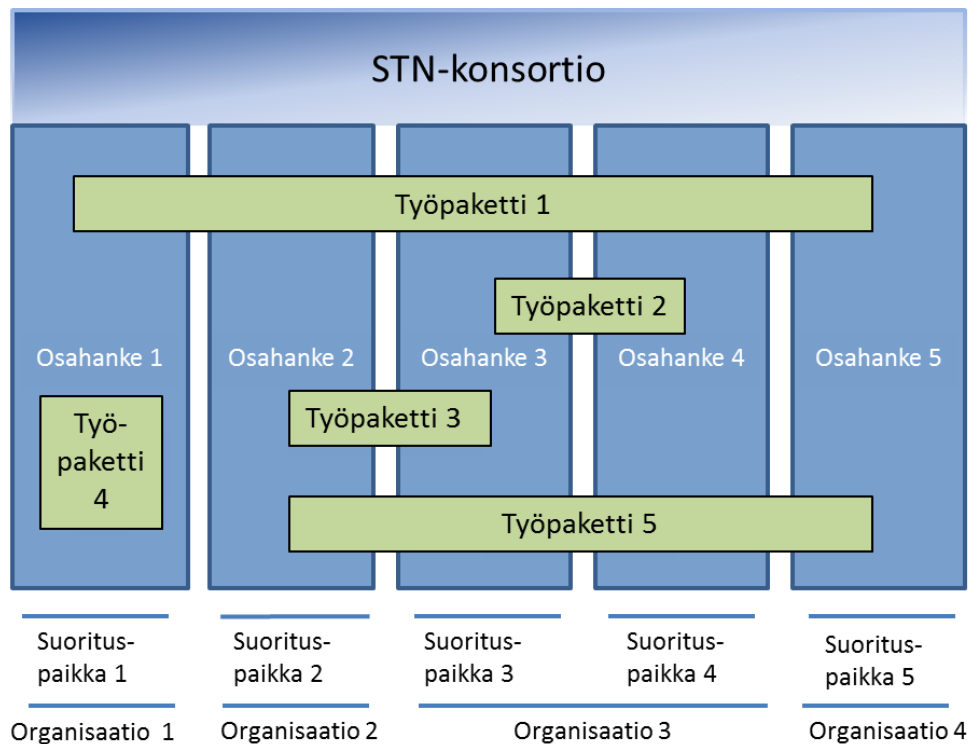 STN-konsortio
Työpaketti 1
Työpaketti 2
Osahanke 1
Osahanke 2
Osahanke 3
Osahanke 4
Osahanke 5
Työpaketti 3
Työ-
paketti
4
Työpaketti 5
Suoritus-
paikka 1
Suoritus-
paikka 2
Suoritus-
paikka 3
Suoritus-
paikka 4
Suoritus-
paikka 5
Organisaatio 1
Organisaatio 2
Organisaatio 3
Organisaatio 4